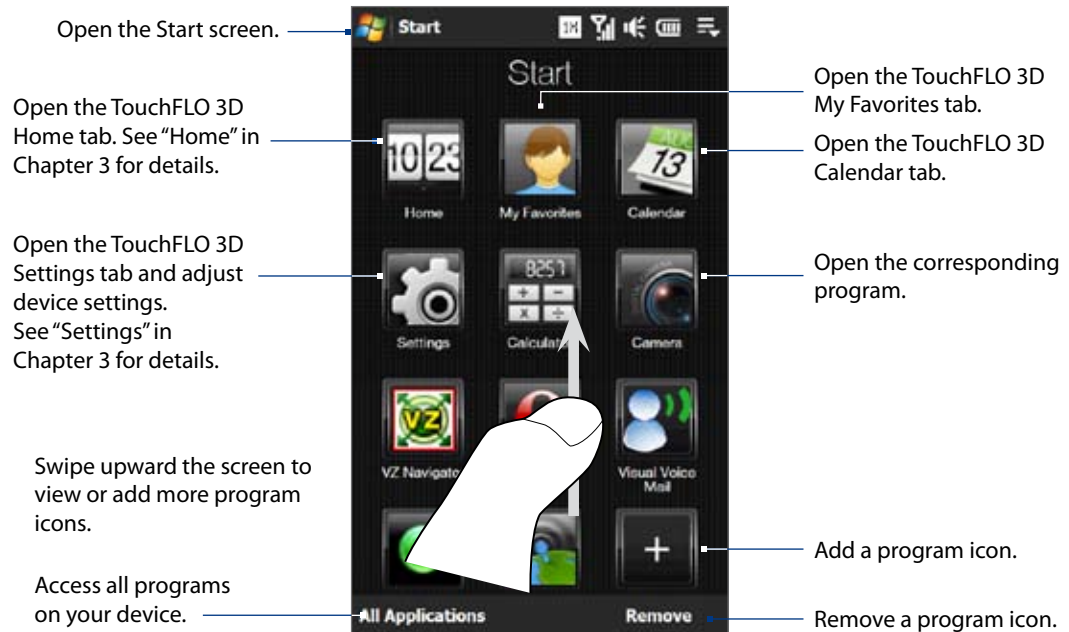 Open the Start screen.
Open the TouchFLO 3D
Home tab. See “Home” in
Chapter 3 for details.
Open the TouchFLO 3D
Settings tab and adjust
device settings.
See “Settings” in
Chapter 3 for details.
Swipe upward the screen to
view or add more program
icons.
Access all programs
on your device.
Start
1X
Start
10 23
13
Home
My Favorites
Calendar
8257
+ −
x ÷
Settings
Camera
VZ
VZ Navigato
Visual Voice
Mail
+
All Applications
Remove
Open the TouchFLO 3D
My Favorites tab.
Open the TouchFLO 3D
Calendar tab.
Open the corresponding
program.
Add a program icon.
Remove a program icon.